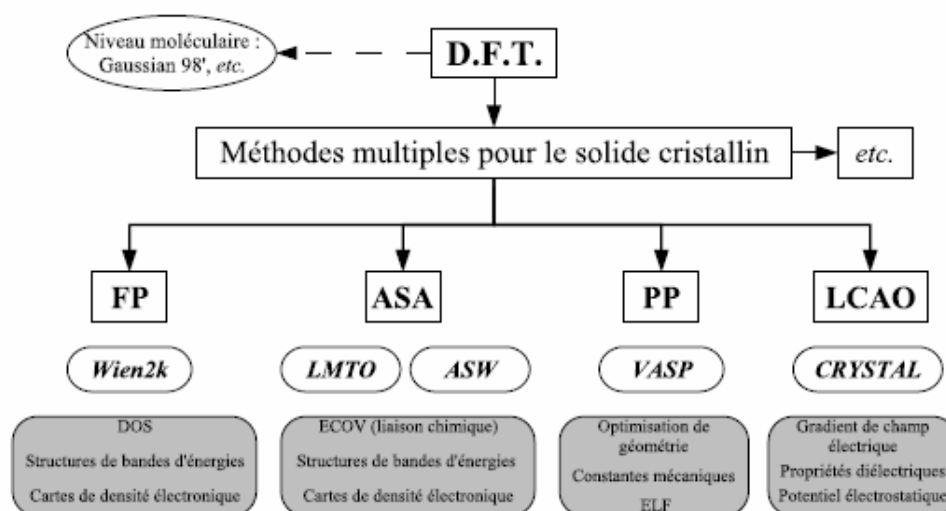 Niveau moléculaire :
Gaussian 98', etc.
D.F.T.
Méthodes multiples pour le solide cristallin
etc.
FP
ASA
PP
LCAO
Wien2k
LMTO
ASW
VASP
CRYSTAL
DOS
Structures de bandes d'énergies
Cartes de densité électronique
ECOV (liaison chimique)
Structures de bandes d'énergies
Cartes de densité électronique
Optimisation de
géométrie
Constantes mécaniques
ELF
Gradient de champ
électrique
Propriétés diélectriques
Potentiel électrostatique